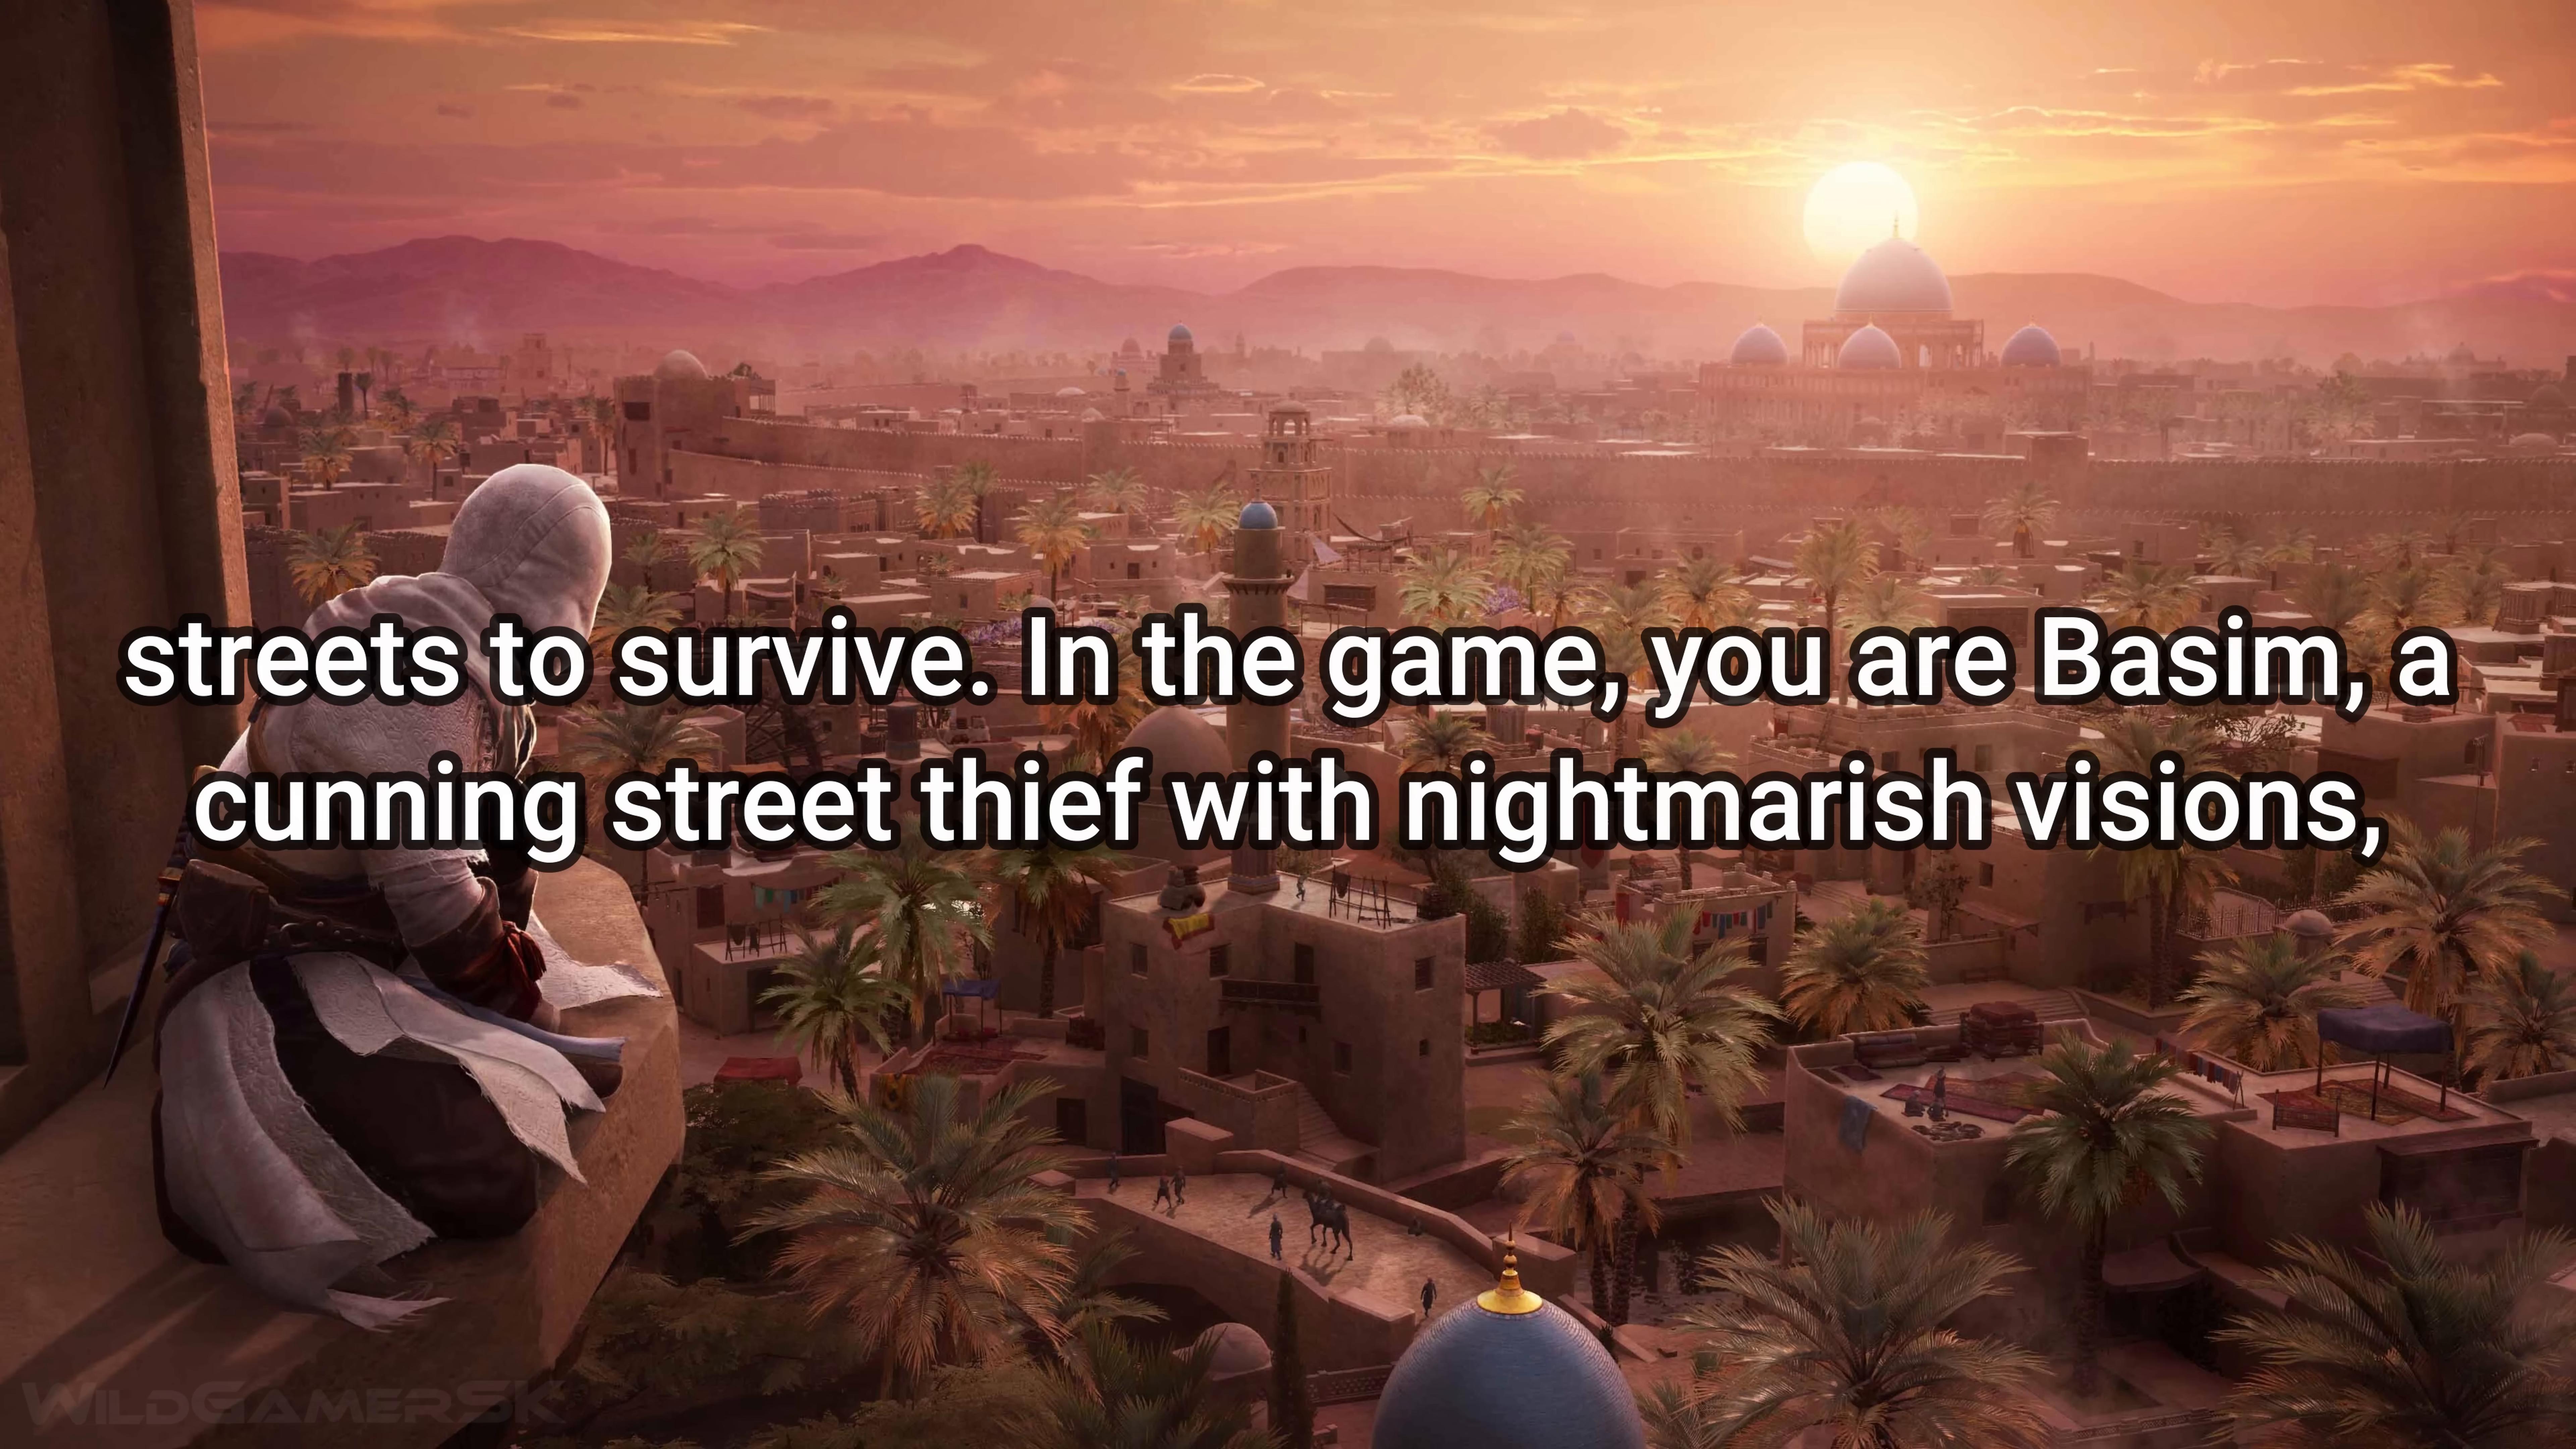 streets to survive. In the game, you are Basim, a
cunning street thief with nightmarish visions,
WildGamerSK